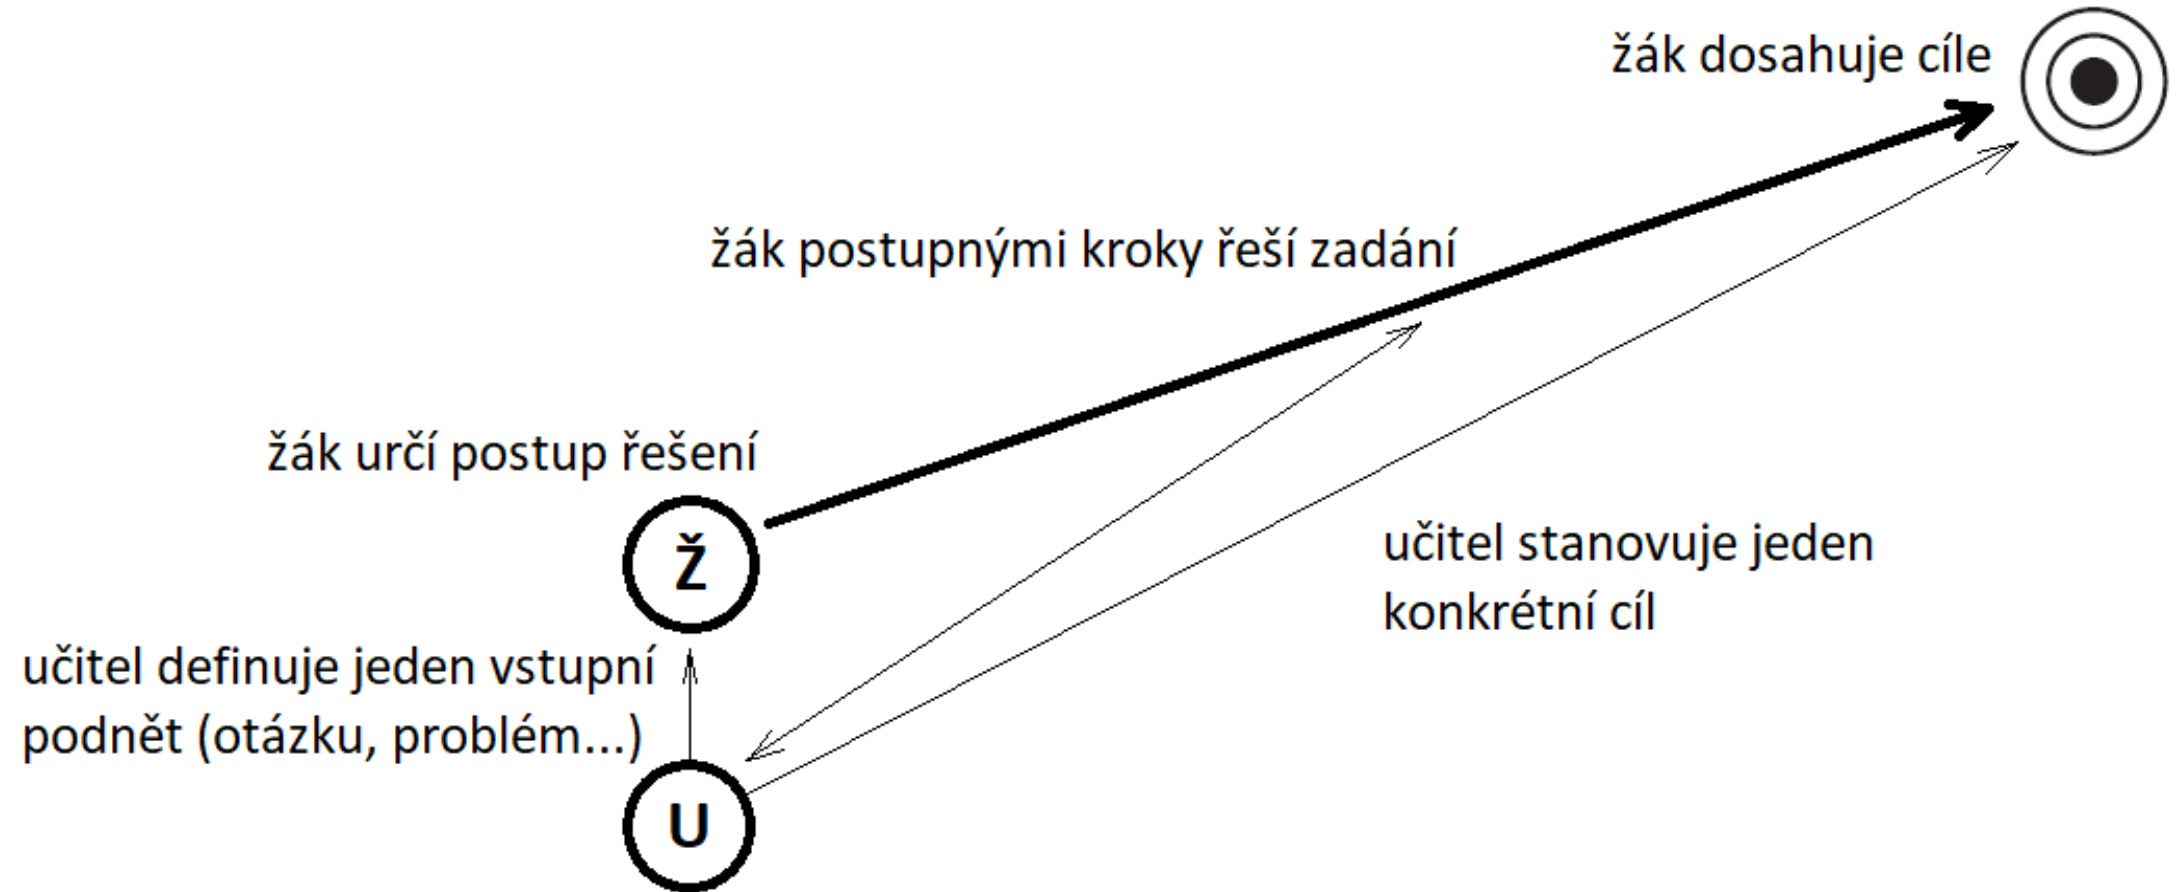 žák dosahuje cíle
žák postupnými kroky řeší zadání
žák určí postup řešení
Ž
učitel stanovuje jeden
konkrétní cíl
učitel definuje jeden vstupní
podnět (otázku, problém...)
U